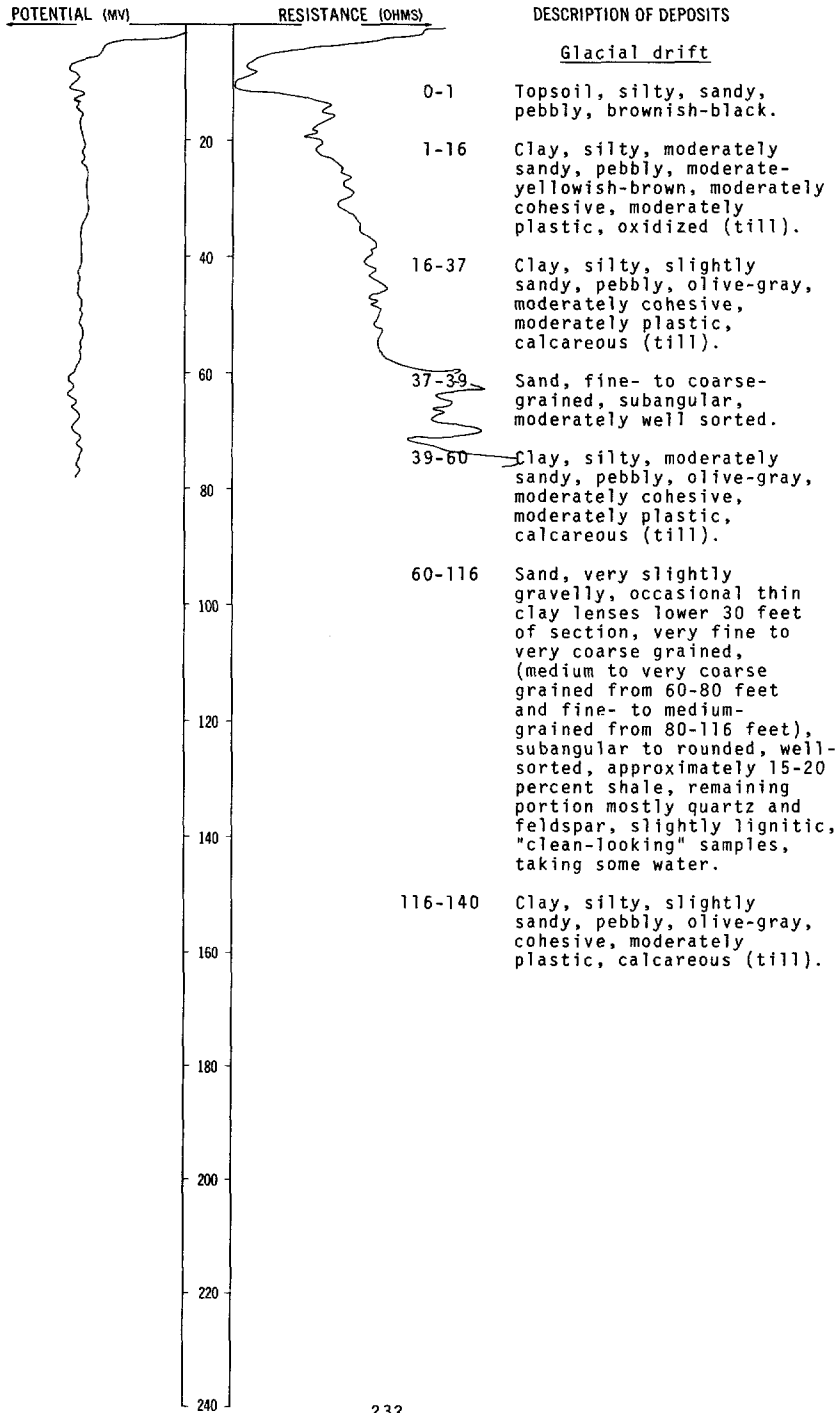 POTENTIAL (MV) RESISTANCE (OHMS) DESCRIPTION OF DEPOSITS
Glacial drift
0-1 Topsoil, silty, sandy,
pebbly, brownish-black.
20
1-16 Clay, silty, moderately
sandy, pebbly, moderate-
yellowish-brown, moderately
cohesive, moderately
plastic, oxidized (till).
40
16-37 Clay, silty, slightly
sandy, pebbly, olive-gray,
moderately cohesive,
moderately plastic,
calcareous (till).
60
37-39 Sand, fine- to coarse-
grained, subangular,
moderately well sorted.
39-60 Clay, silty, moderately
sandy, pebbly, olive-gray,
80
moderately cohesive,
moderately plastic,
calcareous (till).
60-116 Sand, very slightly
gravelly, occasional thin
100
clay lenses lower 30 feet
of section, very fine to
very coarse grained,
(medium to very coarse
grained from 60-80 feet
and fine- to medium-
120
grained from 80-116 feet),
subangular to rounded, well-
sorted, approximately 15-20
percent shale, remaining
portion mostly quartz and
140
feldspar, slightly lignitic,
"clean-looking" samples,
taking some water.
116-140 Clay, silty, slightly
sandy, pebbly, olive-gray,
cohesive, moderately
160
plastic, calcareous (till).
180
200
220
240
233